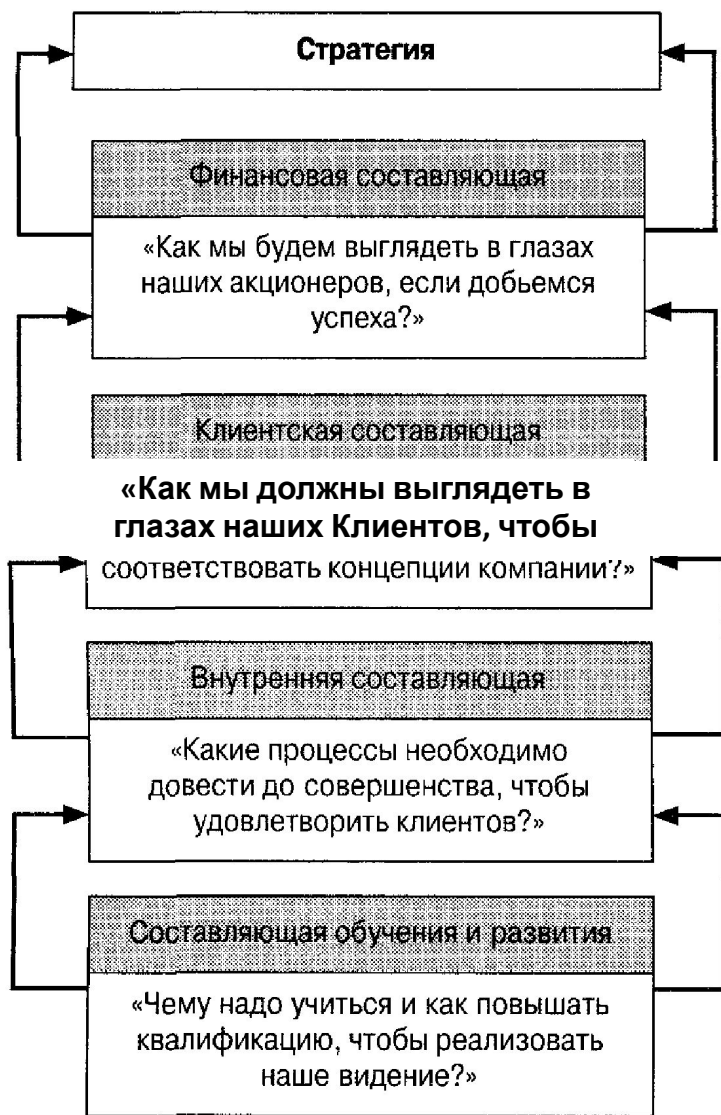 Стратегия
Финансовая составляющая
«Как мы будем выглядеть в глазах
наших акционеров, если добьемся
успеха?»
Клиентская составляющая
«Как мы должны выглядеть в
глазах наших Клиентов, чтобы
соответствовать концепции компании?»
Внутренняя составляющая
«Какие процессы необходимо
довести до совершенства, чтобы
удовлетворить клиентов?»
Составляющая обучения и развития
«Чему надо учиться и как повышать
квалификацию, чтобы реализовать
наше видение?»